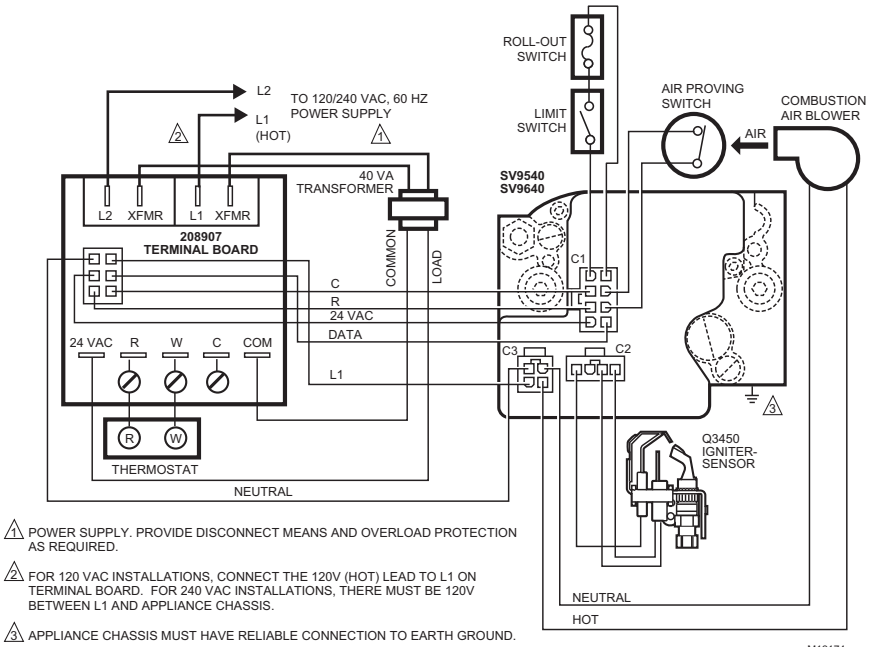 ROLL-OUT
SWITCH
LIMIT
SWITCH
AIR PROVING
SWITCH
COMBUSTION
AIR BLOWER
AIR
L2
L1
(HOT)
TO 120/240 VAC, 60 HZ
POWER SUPPLY
2
1
40 VA
TRANSFORMER
SV9540
SV9640
L2 XFMR L1 XFMR
208907
TERMINAL BOARD
COMMON
LOAD
C1
C
R
24 VAC
DATA
L1
24 VAC R W C COM
C3
C2
3
R W
THERMOSTAT
NEUTRAL
Q3450
IGNITER-
SENSOR
NEUTRAL
HOT
1 POWER SUPPLY. PROVIDE DISCONNECT MEANS AND OVERLOAD PROTECTION
AS REQUIRED.
2 FOR 120 VAC INSTALLATIONS, CONNECT THE 120V (HOT) LEAD TO L1 ON
TERMINAL BOARD. FOR 240 VAC INSTALLATIONS, THERE MUST BE 120V
BETWEEN L1 AND APPLIANCE CHASSIS.
3 APPLIANCE CHASSIS MUST HAVE RELIABLE CONNECTION TO EARTH GROUND.